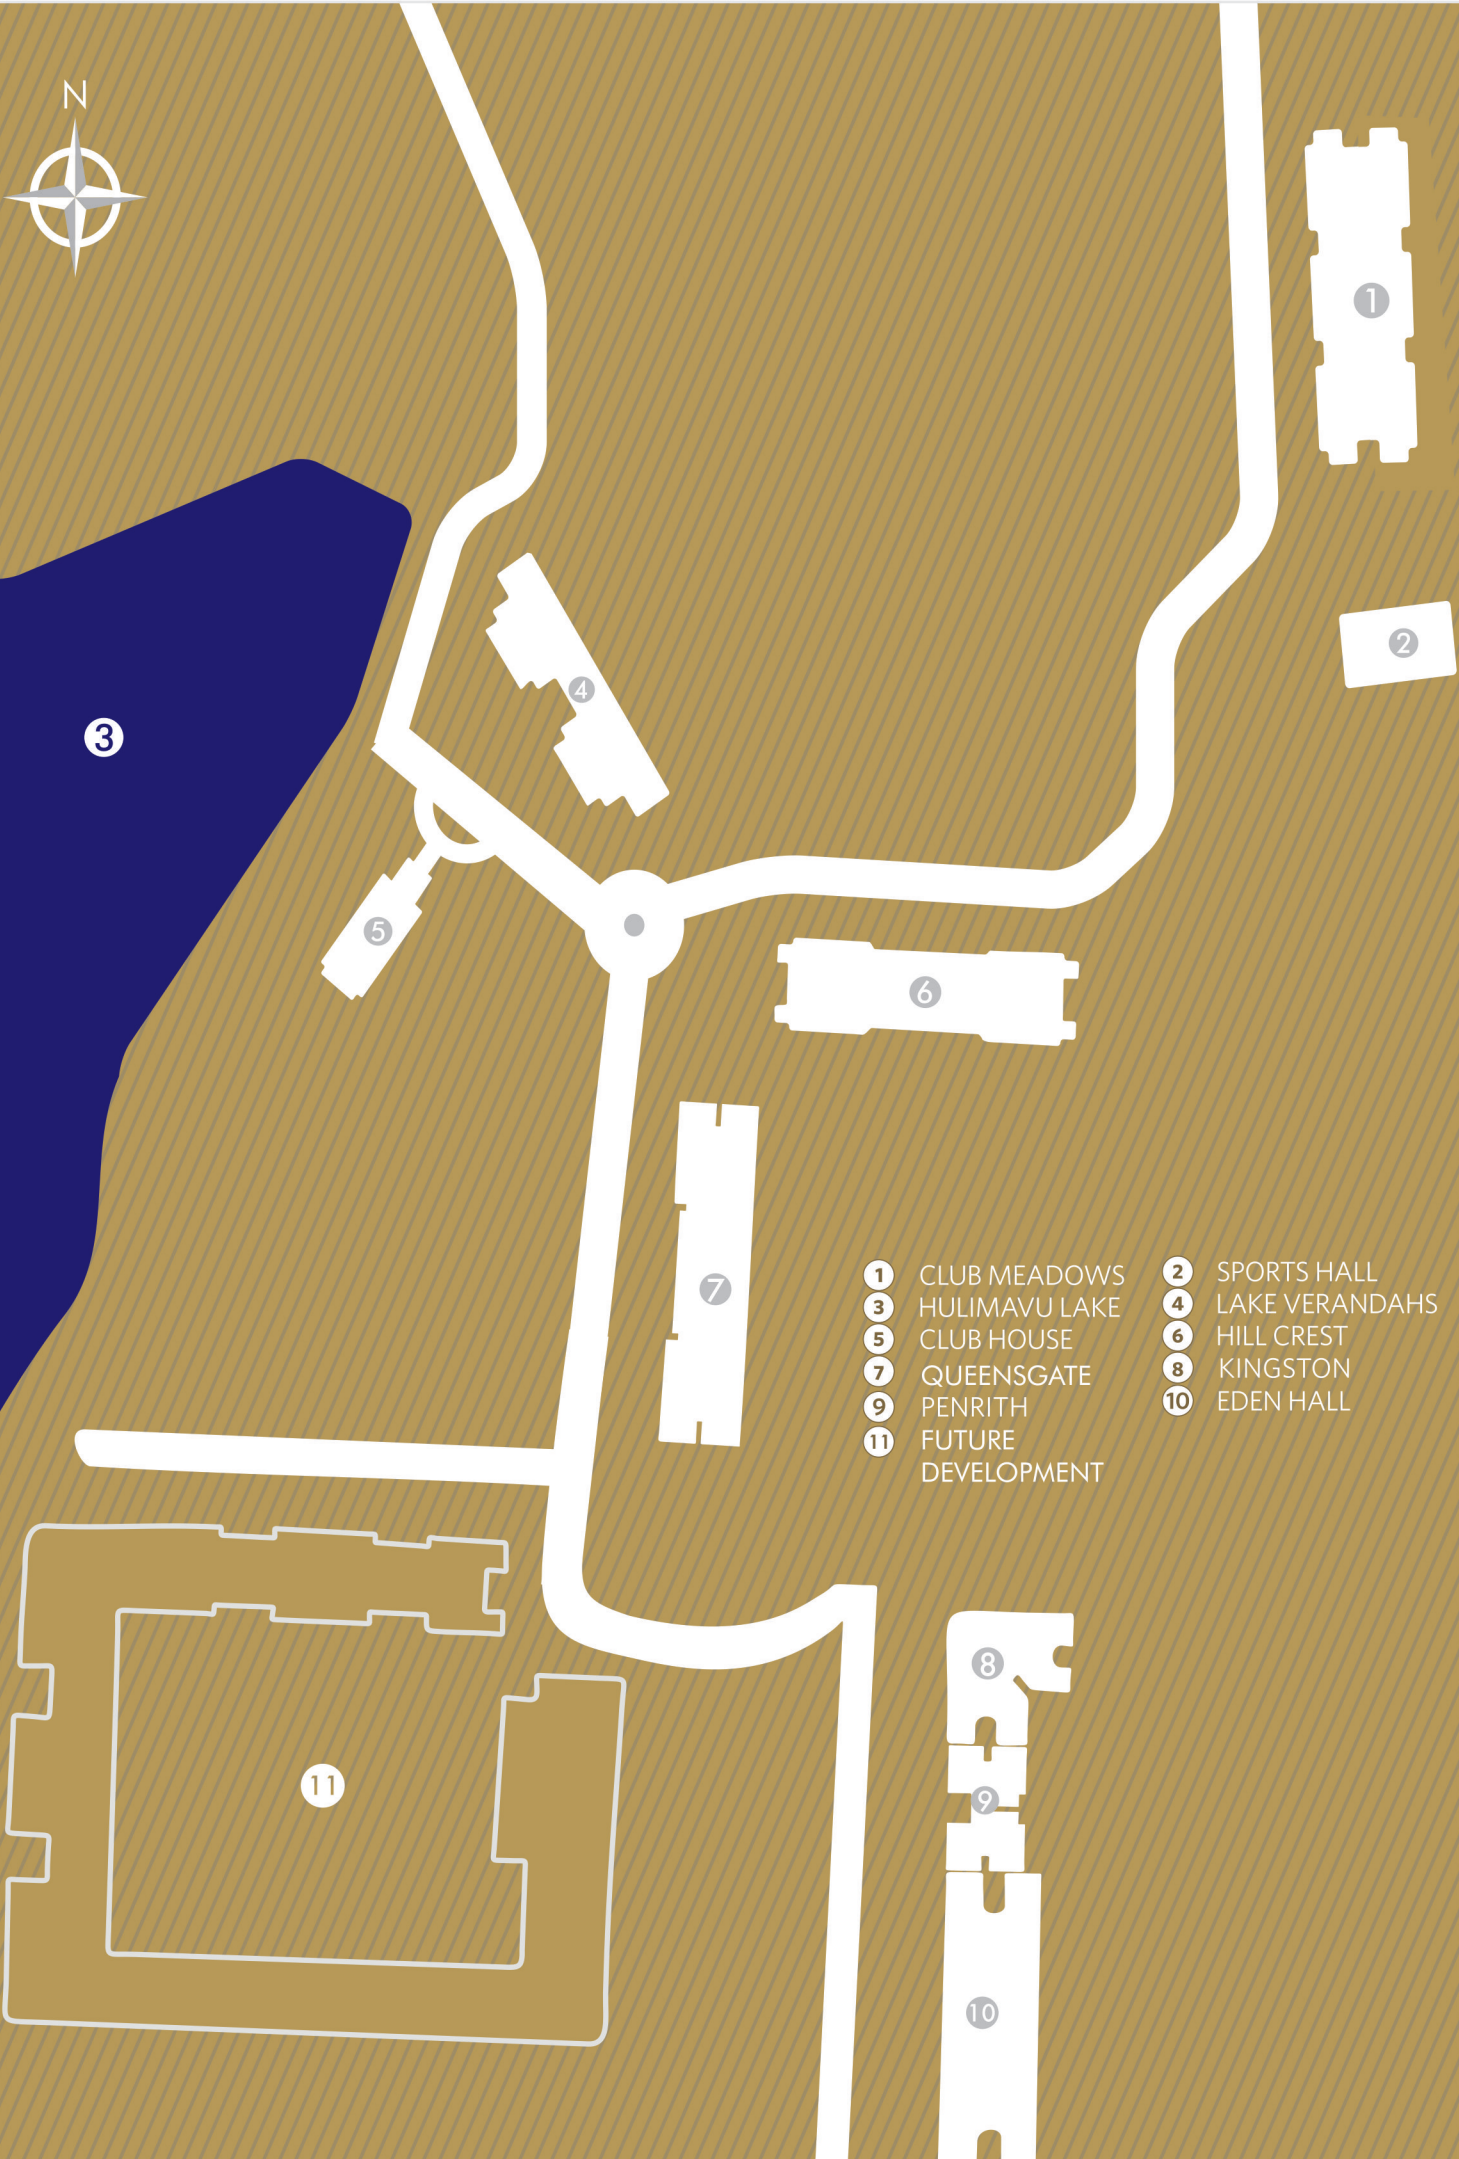 N
1
2
3
4
5
6
7
1 CLUB MEADOWS
2 SPORTS HALL
3 HULIMAVU LAKE
4 LAKE VERANDAHS
5 CLUB HOUSE
6 HILL CREST
7 QUEENSGATE
8 KINGSTON
9 PENRITH
10 EDEN HALL
11 FUTURE
DEVELOPMENT
8
11
9
10